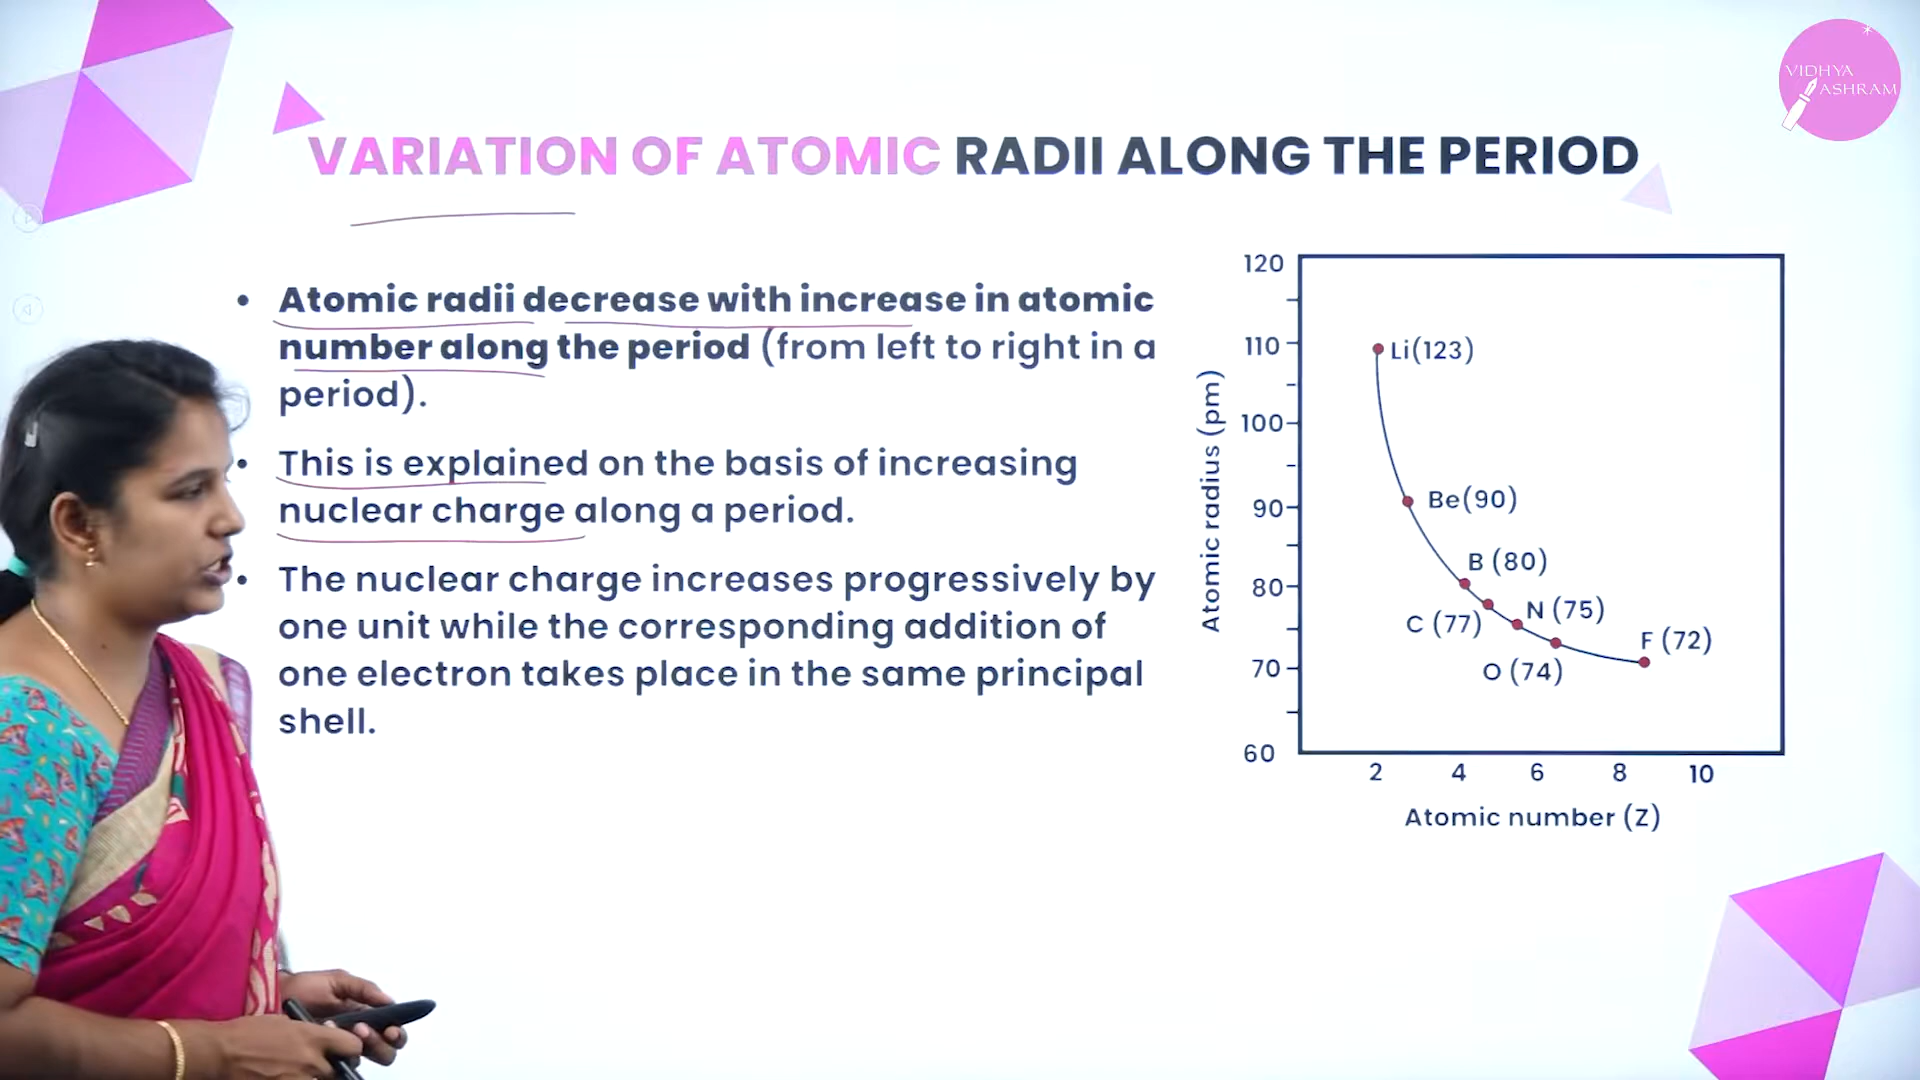 VIDHYA
ASHRAM
VARIATION OF ATOMIC RADII ALONG THE PERIOD
• Atomic radii decrease with increase in atomic
number along the period (from left to right in a
period).
• This is explained on the basis of increasing
nuclear charge along a period.
• The nuclear charge increases progressively by
one unit while the corresponding addition of
one electron takes place in the same principal
shell.
Atomic radius (pm)
120
110
100
90
80
70
60
Li(123)
Be(90)
B (80)
C (77)
N (75)
O (74)
F (72)
2 4 6 8 10
Atomic number (Z)